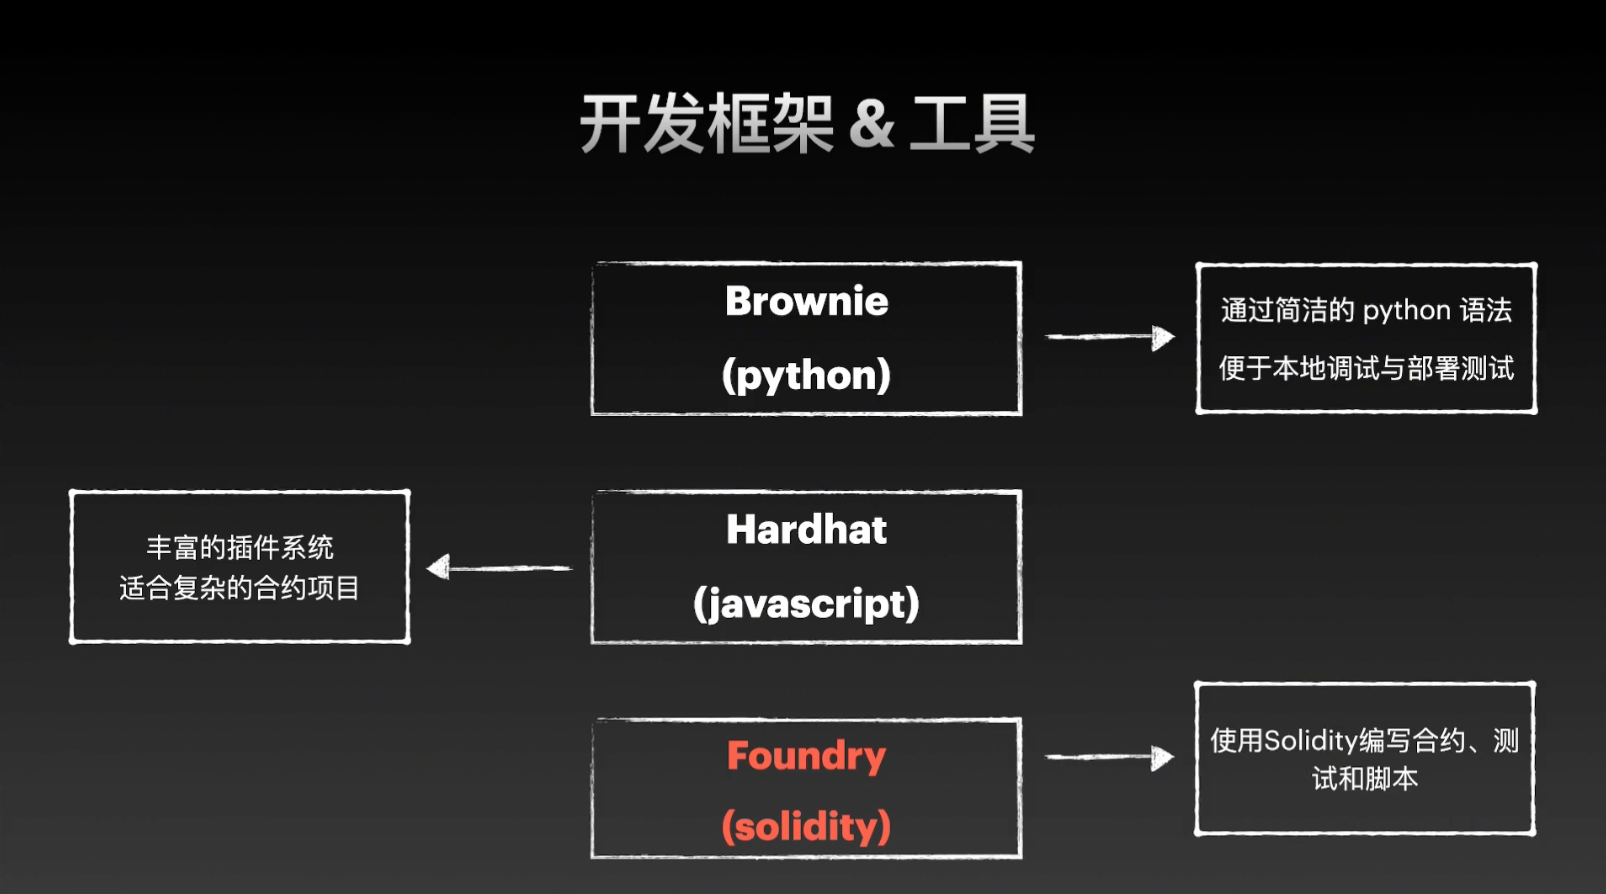 开发框架 & 工具
Brownie
(python)
通过简洁的 python 语法
便于本地调试与部署测试
丰富的插件系统
适合复杂的合约项目
Hardhat
(javascript)
Foundry
(solidity)
使用Solidity编写合约、测
试和脚本